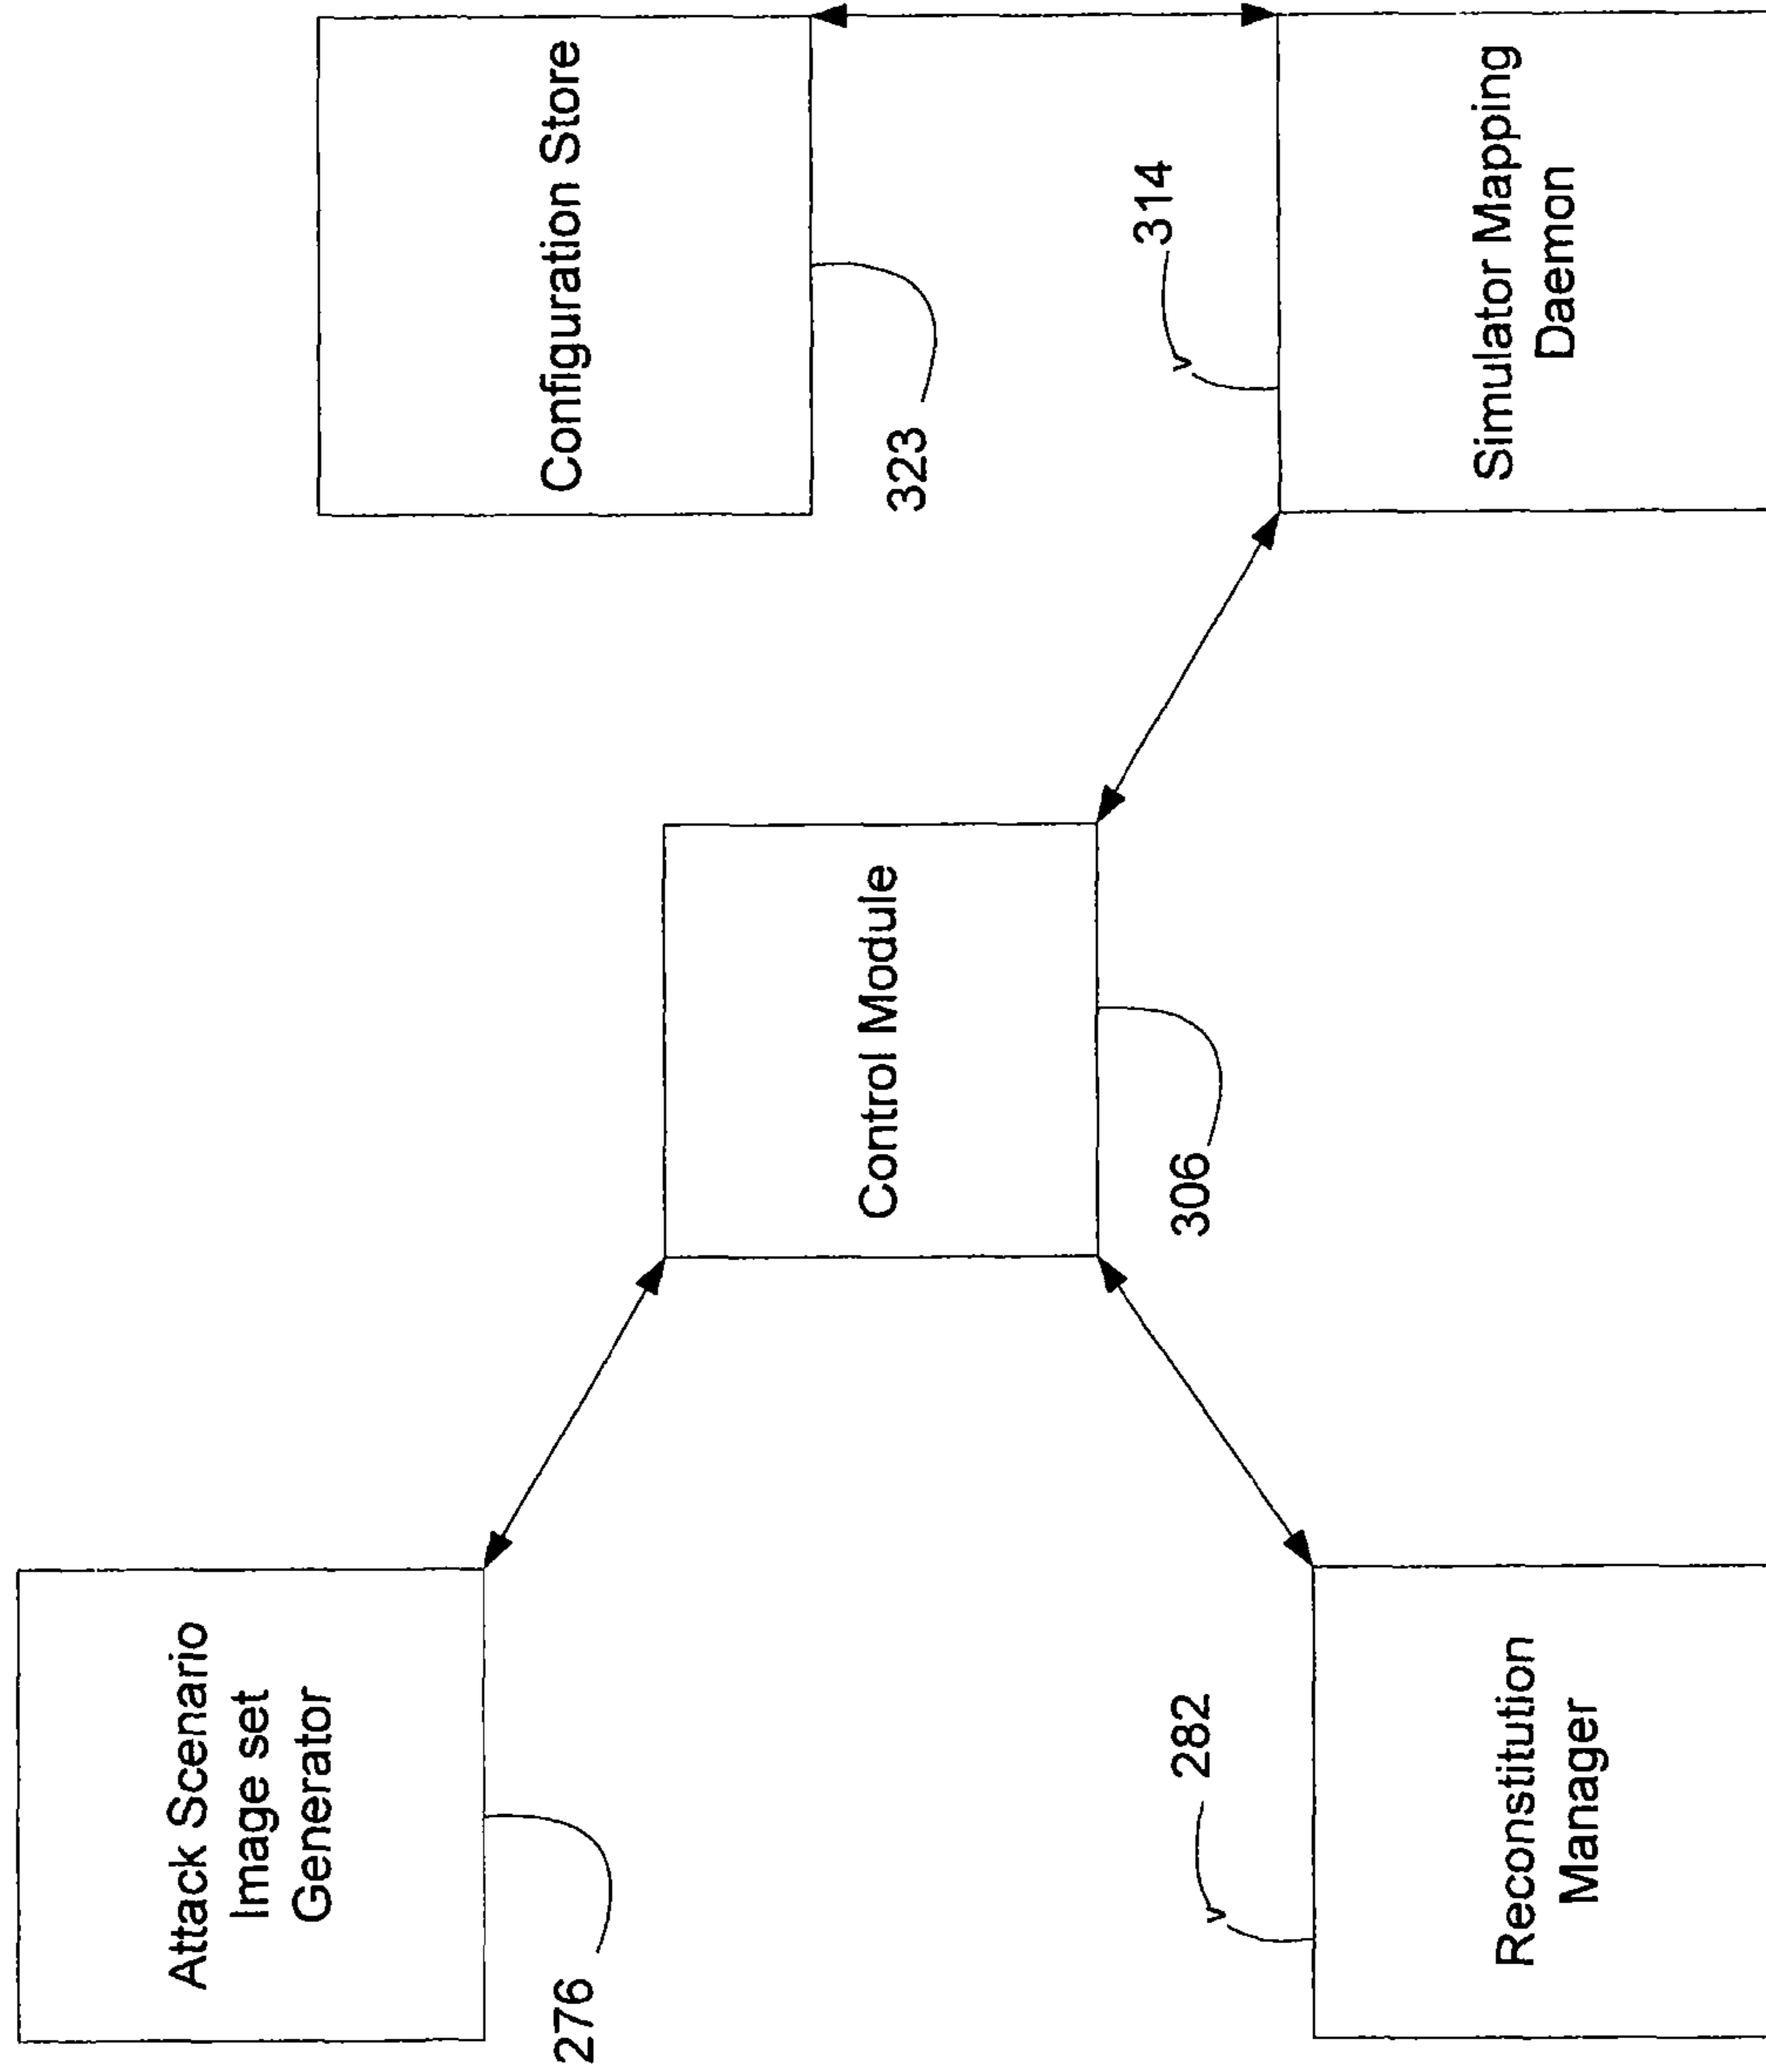 Attack Scenario
Image set
Generator
276
Reconstitution
Manager
282
Control Module
306
Configuration Store
323
Simulator Mapping
Daemon
314